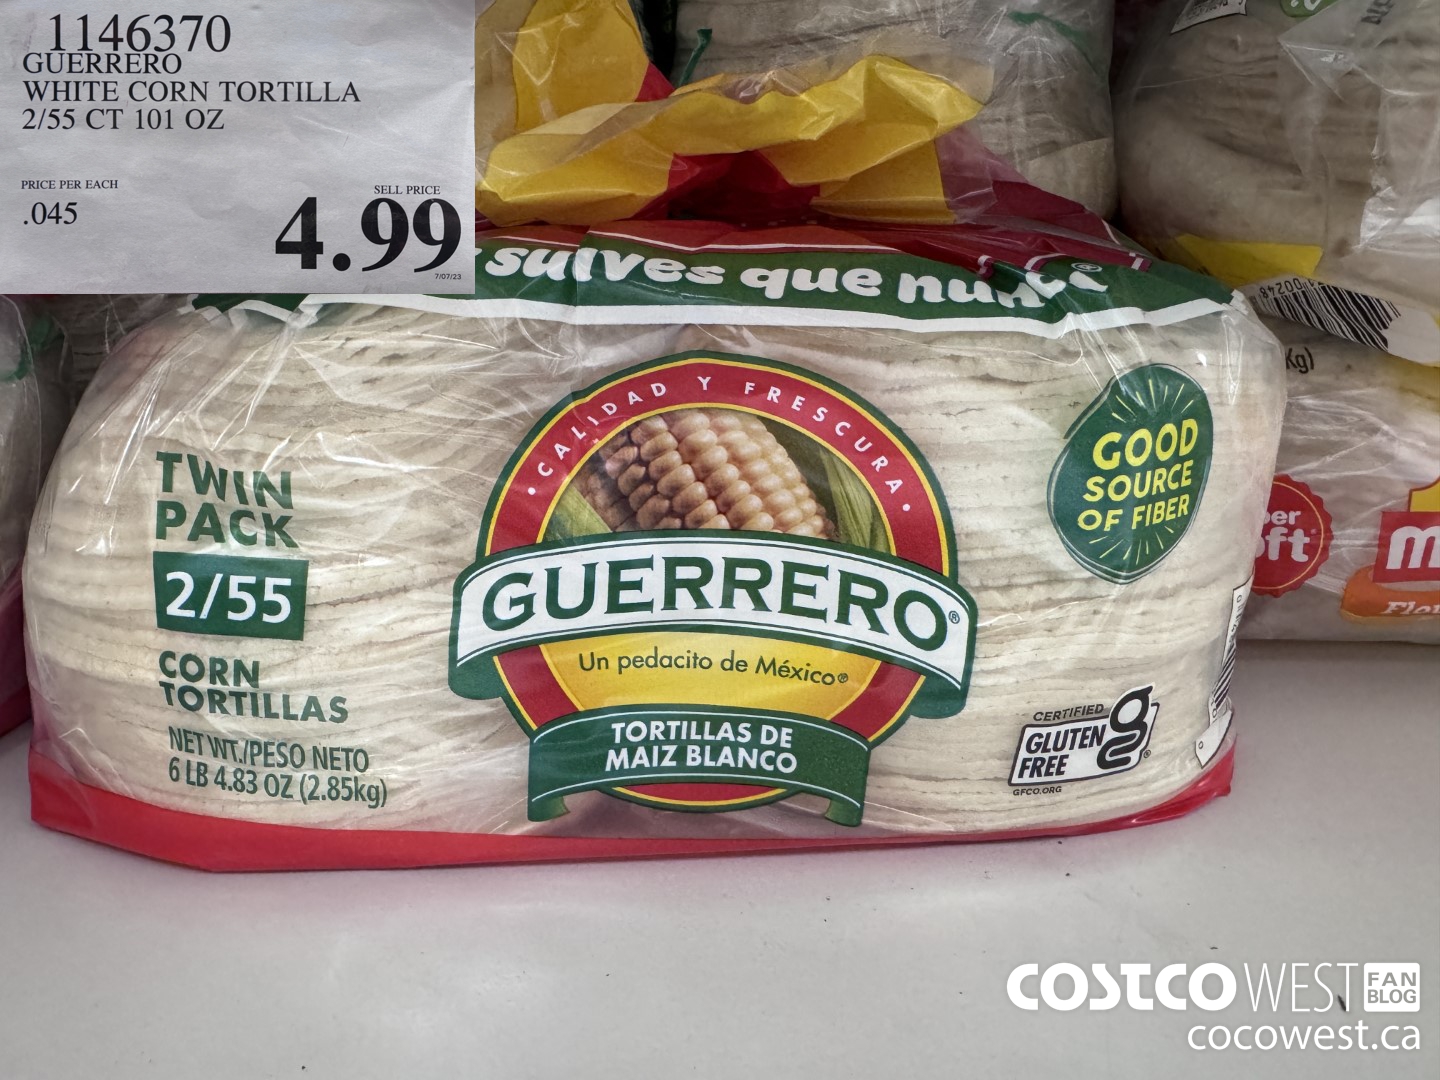 1146370
GUERRERO
WHITE CORN TORTILLA
2/55 CT 101 OZ
PRICE PER EACH
.045
SELL PRICE
4.99
7/07/23
suaves que nunca®
CALIDAD Y FRESCURA
GUERRERO®
Un pedacito de México®
TORTILLAS DE
MAIZ BLANCO
TWIN
PACK
2/55
CORN
TORTILLAS
NET WT./PESO NETO
6 LB 4.83 OZ (2.85kg)
GOOD
SOURCE
OF FIBER
CERTIFIED
GLUTEN
FREE
g®
GFCO.ORG
Kg)
00248
COSTCO WEST FAN BLOG
cocowest.ca